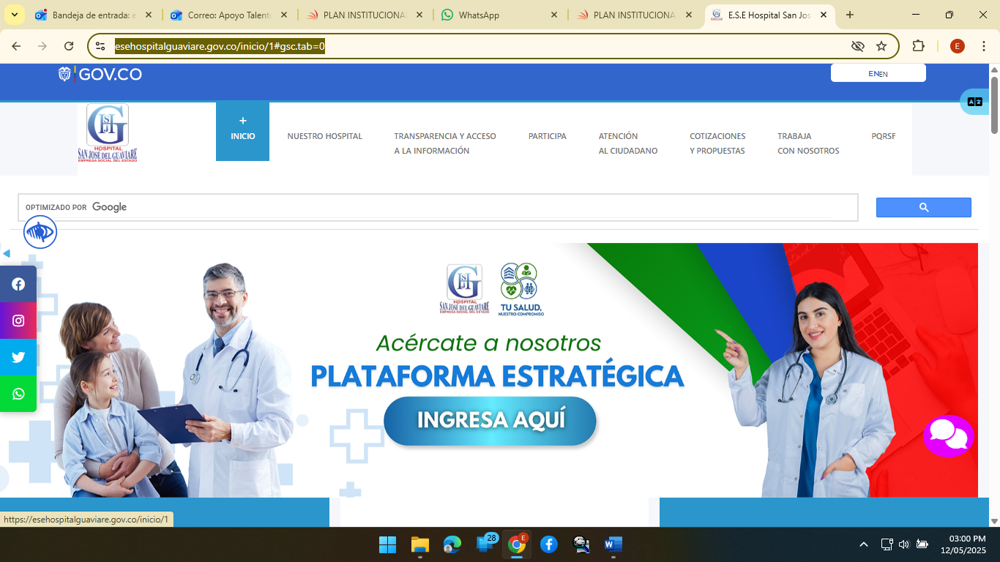 Bandeja de entrada: e
Correo: Apoyo Talent
PLAN INSTITUCIONA
WhatsApp
PLAN INSTITUCIONA
E.S.E Hospital San Jos
esehospitalguaviare.gov.co/inicio/1#gsc.tab=0
E
GOV.CO
ENEN
HOSPITAL
SAN JOSÉ DEL GUAVIARE
EMPRESA SOCIAL DEL ESTADO
+
INICIO
NUESTRO HOSPITAL
TRANSPARENCIA Y ACCESO
A LA INFORMACIÓN
PARTICIPA
ATENCIÓN
AL CIUDADANO
COTIZACIONES
Y PROPUESTAS
TRABAJA
CON NOSOTROS
PQRSF
OPTIMIZADO POR Google
HOSPITAL
SAN JOSÉ DEL GUAVIARE
EMPRESA SOCIAL DEL ESTADO
TU SALUD,
NUESTRO COMPROMISO
Acércate a nosotros
PLATAFORMA ESTRATÉGICA
INGRESA AQUÍ
https://esehospitalguaviare.gov.co/inicio/1
28
E
03:00 PM
12/05/2025